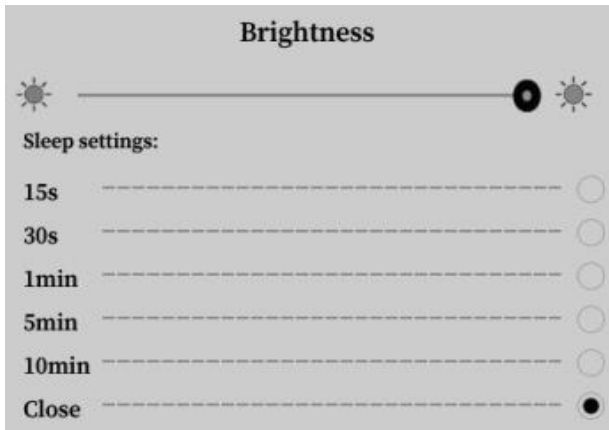 Brightness
Sleep settings:
15s
30s
1min
5min
10min
Close